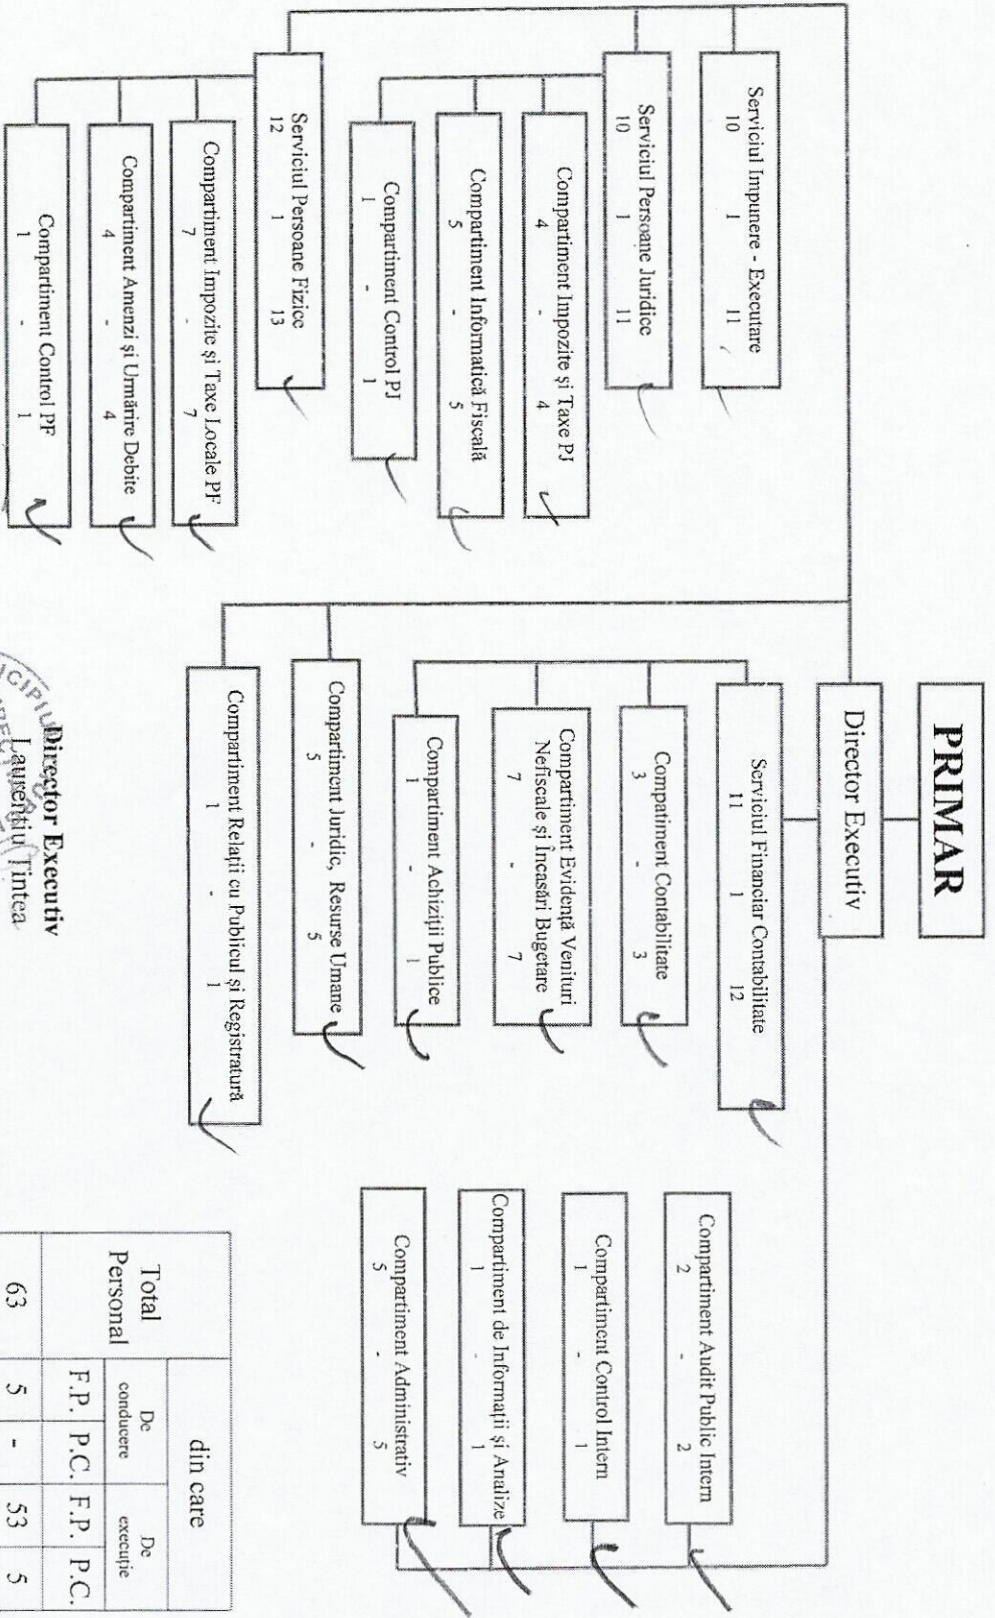 PRIMAR
Director Executiv
Serviciul Impunere - Executare
10 1 11
Serviciul Persoane Juridice
10 1 11
Compartiment Impozite și Taxe PJ
4 - 4
Compartiment Informatică Fiscală
5 - 5
Compartiment Control PJ
1 - 1
Serviciul Persoane Fizice
12 1 13
Compartiment Impozite și Taxe Locale PF
7 - 7
Compartiment Amenzi și Urmărire Debite
4 - 4
Compartiment Control PF
1 - 1
Serviciul Financiar Contabilitate
11 1 12
Compatiment Contabilitate
3 - 3
Compartiment Evidență Venituri
Nefiscale și Încasări Bugetare
7 - 7
Compartiment Achiziții Publice
1 - 1
Compartiment Juridic, Resurse Umane
5 - 5
Compartiment Relații cu Publicul și Registratură
1 - 1
Compartiment Audit Public Intern
2 - 2
Compartiment Control Intern
1 - 1
Compartiment de Informații și Analize
1 - 1
Compartiment Administrativ
5 - 5
Director Executiv
Laurențiu Țintea
Total
Personal
din care
De
conducere
De
execuție
F.P. P.C. F.P. P.C.
63 5 - 53 5